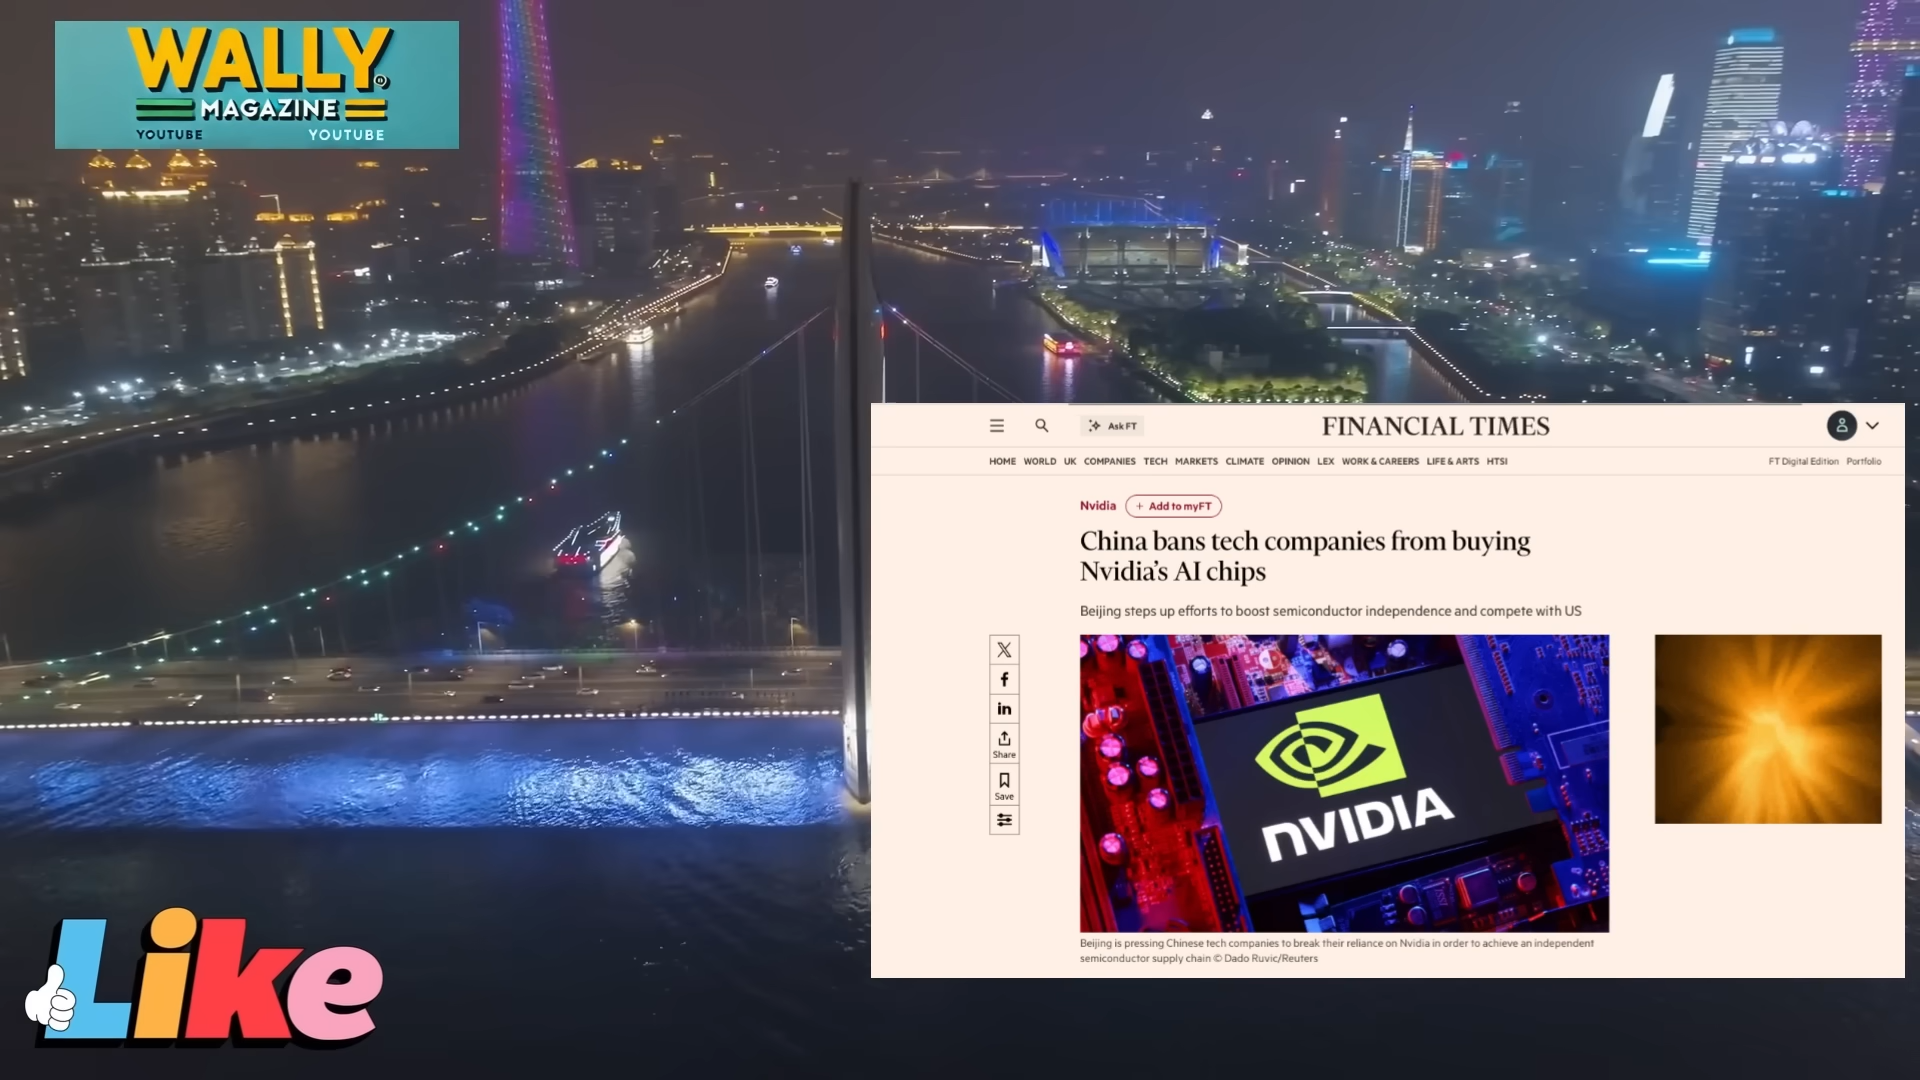 WALLY
MAGAZINE
YOUTUBE YOUTUBE
Ask FT
FINANCIAL TIMES
HOME WORLD UK COMPANIES TECH MARKETS CLIMATE OPINION LEX WORK & CAREERS LIFE & ARTS HTSI
FT Digital Edition Portfolio
Nvidia + Add to myFT
China bans tech companies from buying
Nvidia's AI chips
Beijing steps up efforts to boost semiconductor independence and compete with US
X
f
in
Share
Save
NVIDIA
Beijing is pressing Chinese tech companies to break their reliance on Nvidia in order to achieve an independent
semiconductor supply chain © Dado Ruvic/Reuters
Like